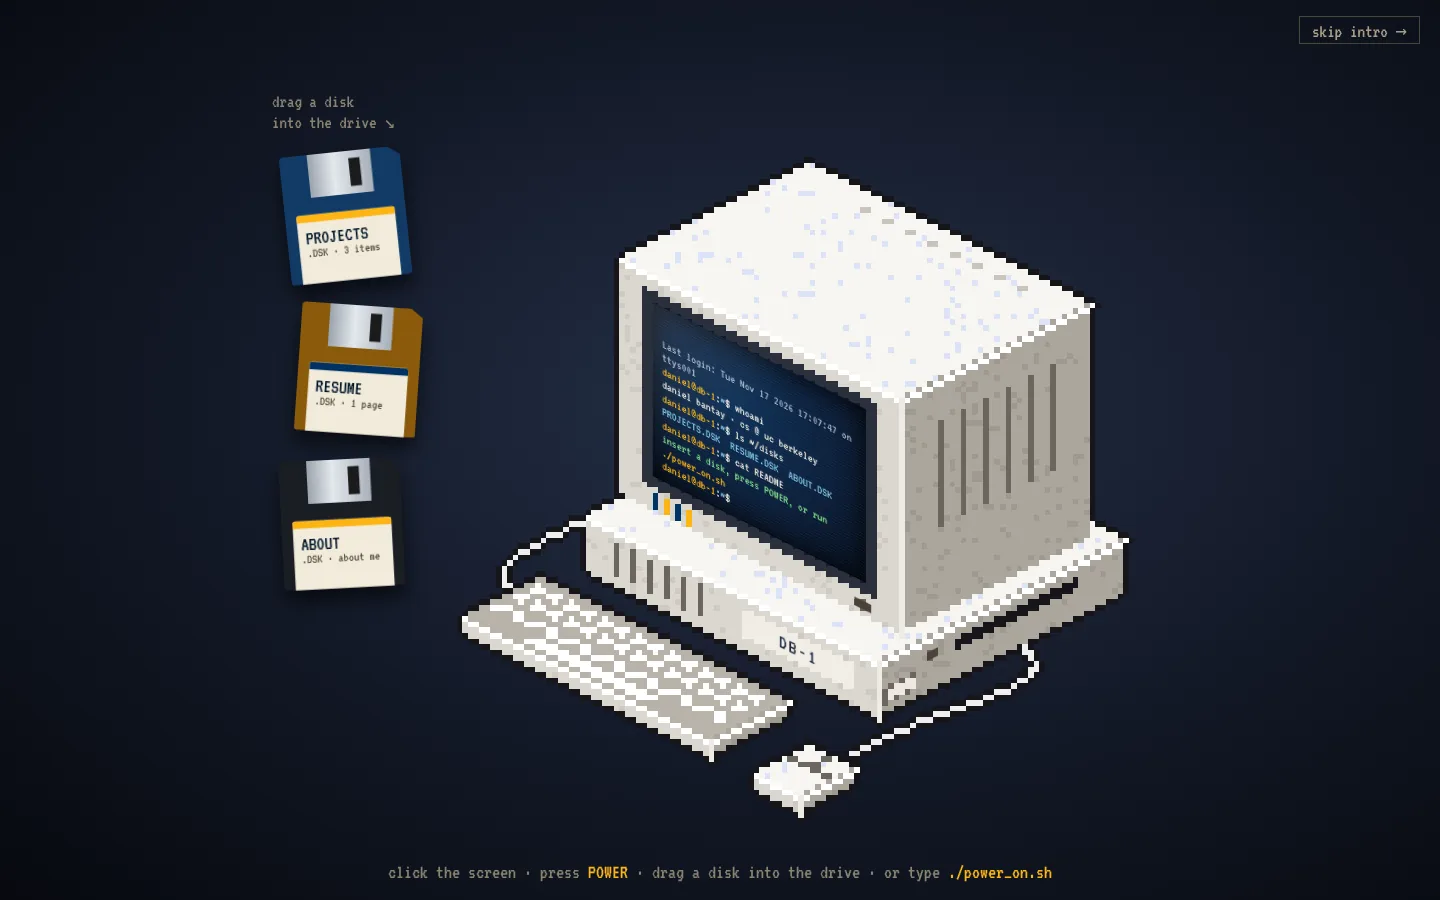 skip intro →
drag a disk
into the drive ↘
PROJECTS
.DSK · 3 items
RESUME
.DSK · 1 page
ABOUT
.DSK · about me
Last login: Tue Nov 17 2026 17:07:47 on
ttys001
daniel@db-1:~$ whoami
daniel bantay · cs @ uc berkeley
daniel@db-1:~$ ls ~/disks
PROJECTS.DSK RESUME.DSK ABOUT.DSK
daniel@db-1:~$ cat README
insert a disk, press POWER, or run
./power_on.sh
daniel@db-1:~$
DB-1
click the screen · press POWER · drag a disk into the drive · or type ./power_on.sh